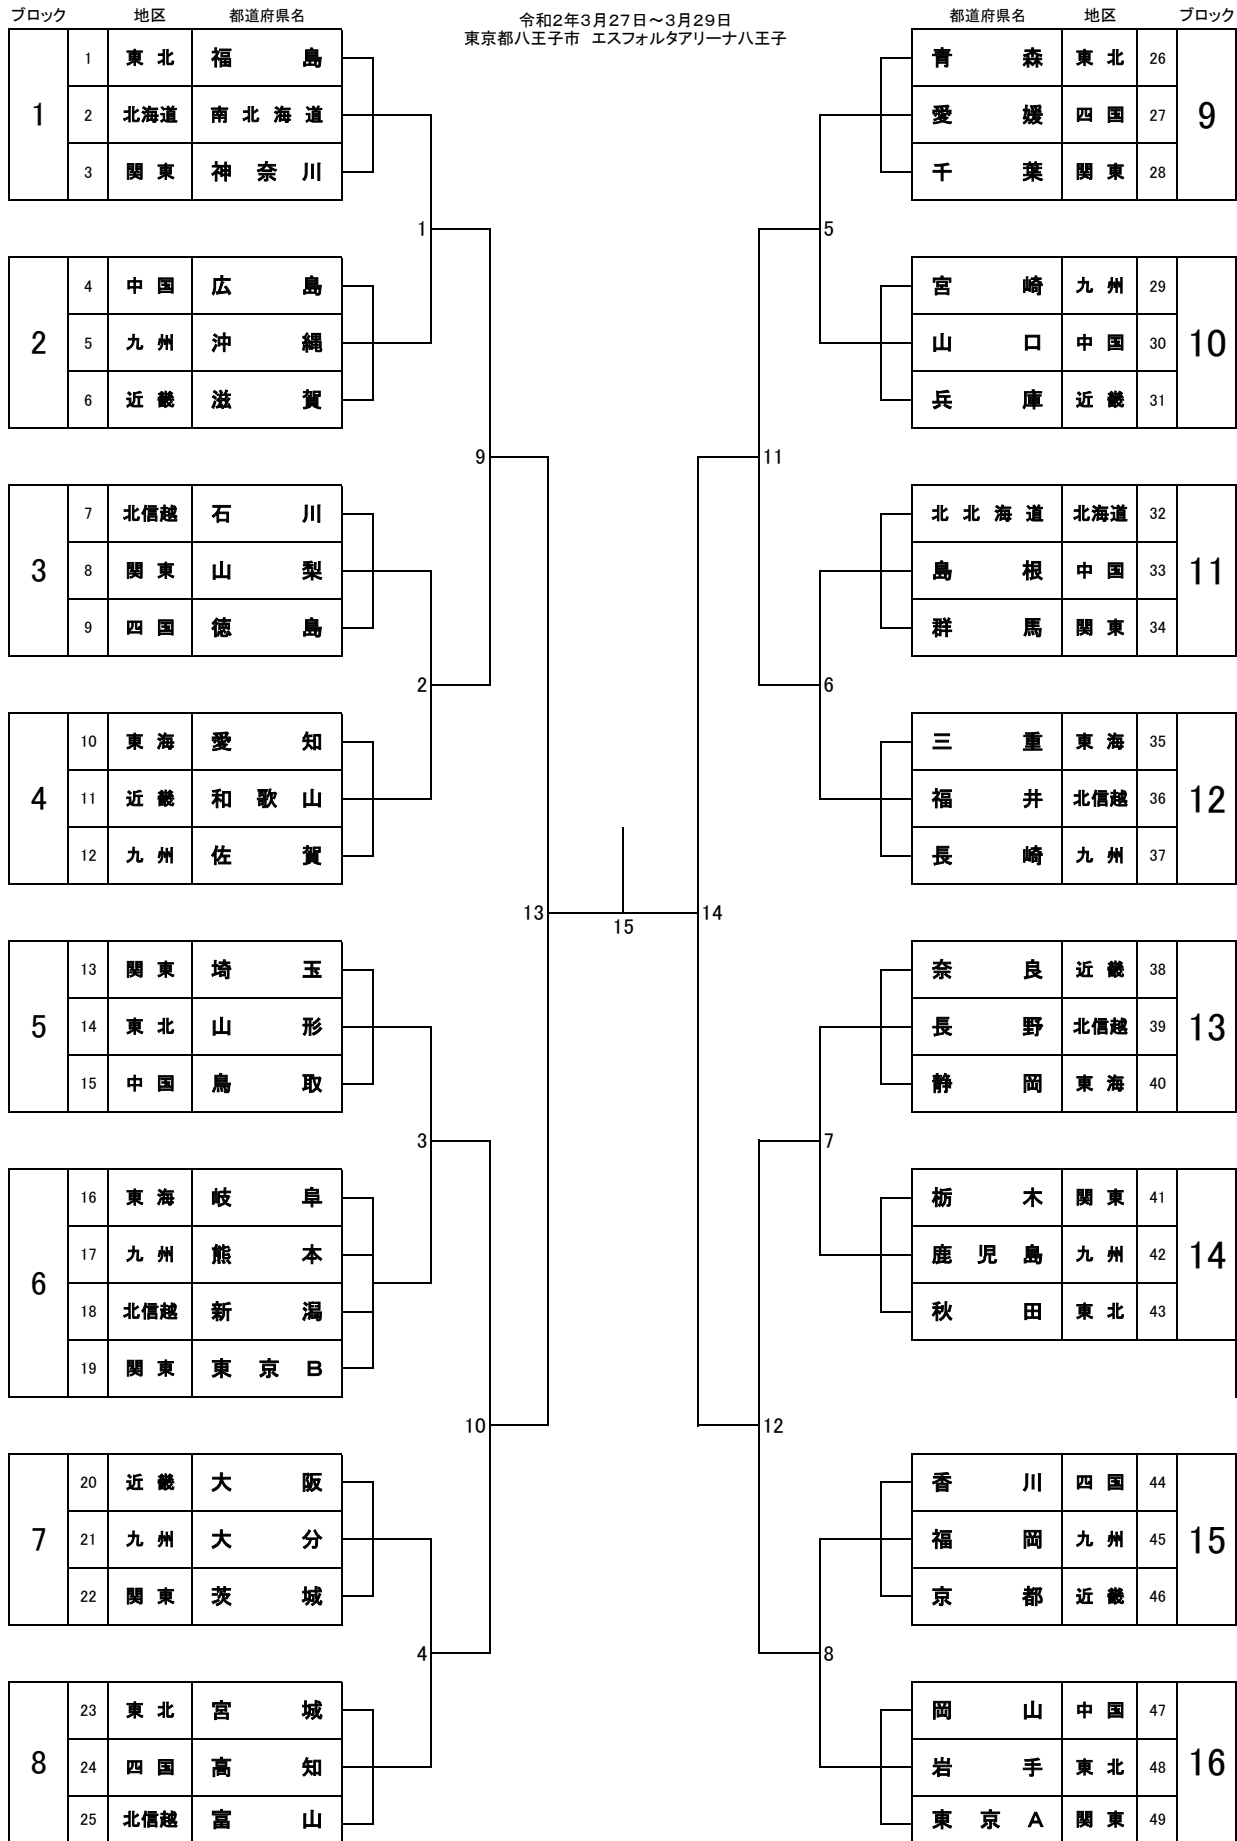 令和2年3月27日～3月29日
東京都八王子市 エスフォルタアリーナ八王子
ブロック 地区 都道府県名
1
1 東北 福島
2 北海道 南北海道
3 関東 神奈川
2
4 中国 広島
5 九州 沖縄
6 近畿 滋賀
3
7 北信越 石川
8 関東 山梨
9 四国 徳島
4
10 東海 愛知
11 近畿 和歌山
12 九州 佐賀
5
13 関東 埼玉
14 東北 山形
15 中国 鳥取
6
16 東海 岐阜
17 九州 熊本
18 北信越 新潟
19 関東 東京B
7
20 近畿 大阪
21 九州 大分
22 関東 茨城
8
23 東北 宮城
24 四国 高知
25 北信越 富山
1
9
2
13
3
10
4
15
都道府県名 地区 ブロック
青森 東北 26
愛媛 四国 27
千葉 関東 28
9
宮崎 九州 29
山口 中国 30
兵庫 近畿 31
10
北北海道 北海道 32
島根 中国 33
群馬 関東 34
11
三重 東海 35
福井 北信越 36
長崎 九州 37
12
奈良 近畿 38
長野 北信越 39
静岡 東海 40
13
栃木 関東 41
鹿児島 九州 42
秋田 東北 43
14
香川 四国 44
福岡 九州 45
京都 近畿 46
15
岡山 中国 47
岩手 東北 48
東京A 関東 49
16
5
11
6
14
7
12
8